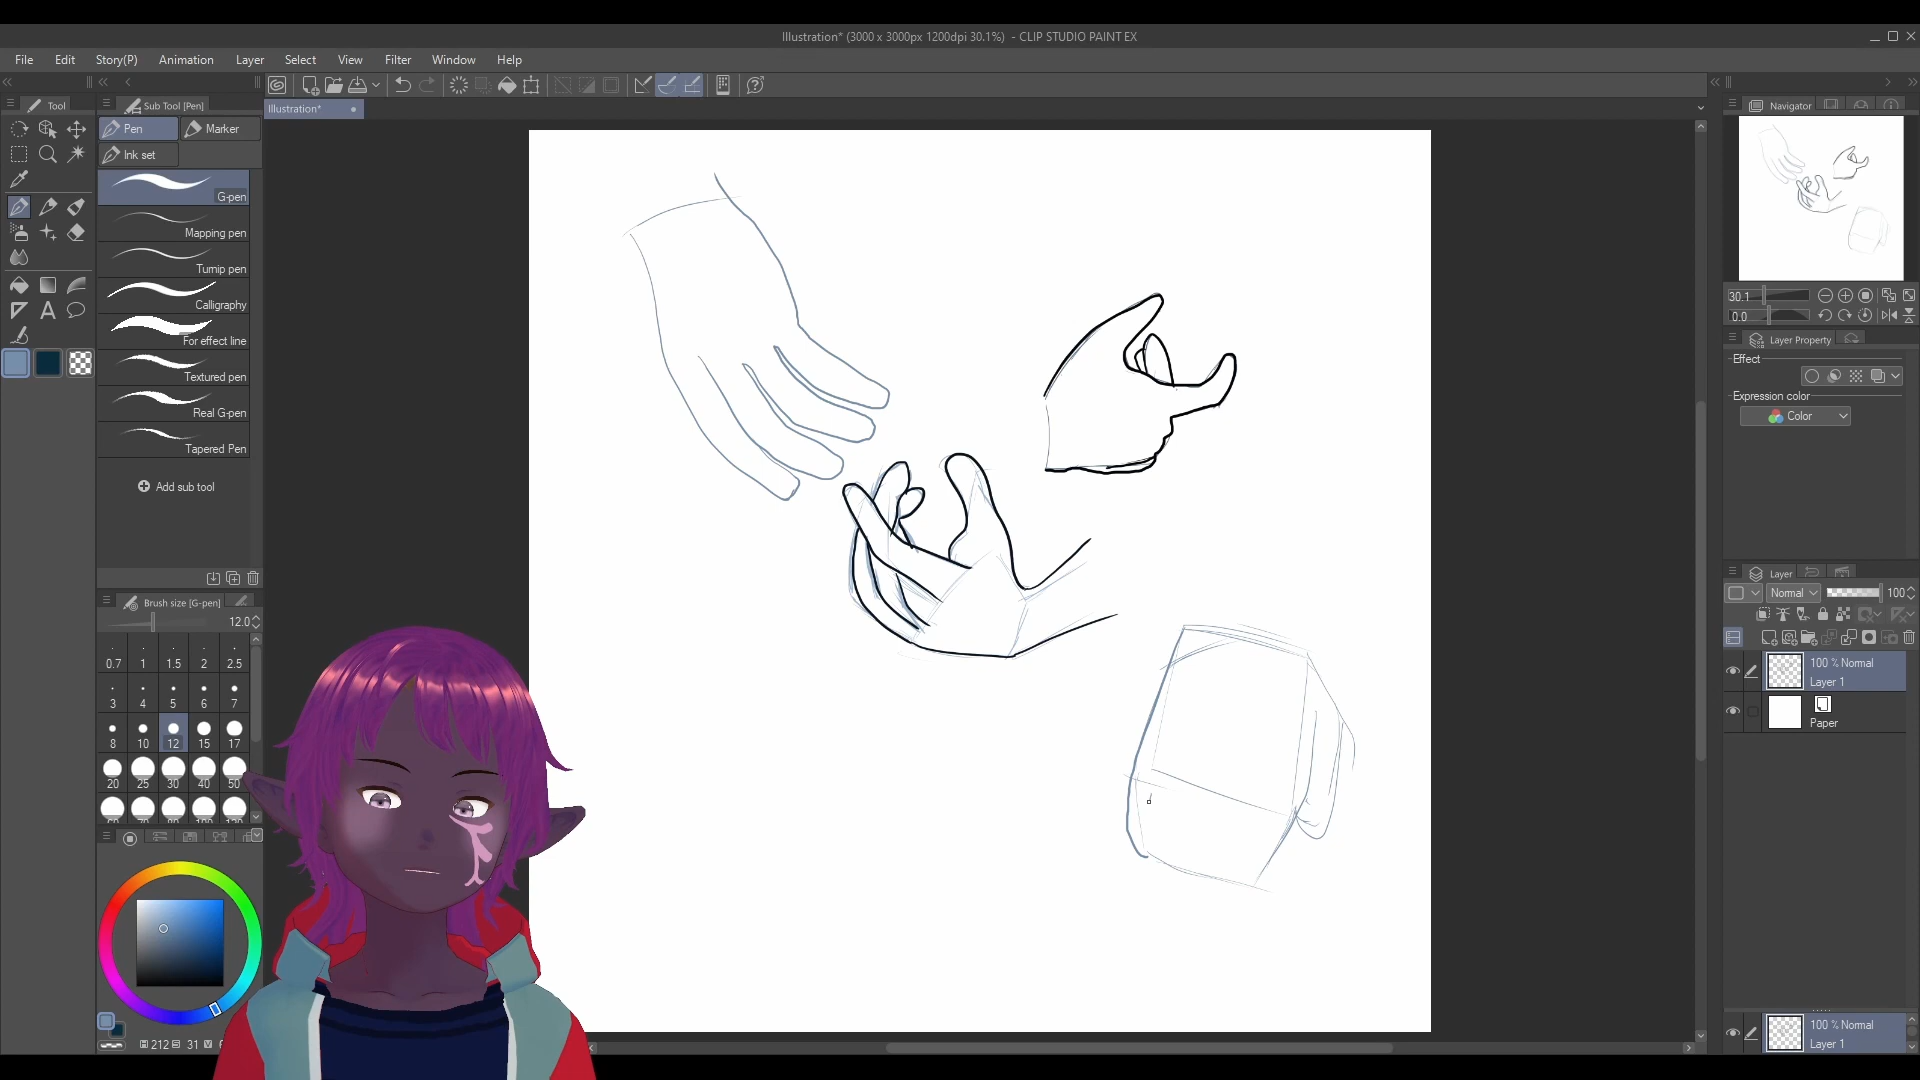 Illustration* (3000 x 3000px 1200dpi 30.1%) - CLIP STUDIO PAINT EX
File Edit Story(P) Animation Layer Select View Filter Window Help
Tool
Sub Tool [Pen]
Illustration*
Navigator
Pen
Marker
Ink set
G-pen
Mapping pen
Turnip pen
Calligraphy
For effect line
Textured pen
Real G-pen
Tapered Pen
Add sub tool
Brush size [G-pen]
12.0
0.7 1 1.5 2 2.5
3 4 5 6 7
8 10 12 15 17
20 25 30 40 50
212 31
30.1
0.0
Layer Property
Effect
Expression color
Color
Layer
Normal 100
100 % Normal
Layer 1
Paper
100 % Normal
Layer 1